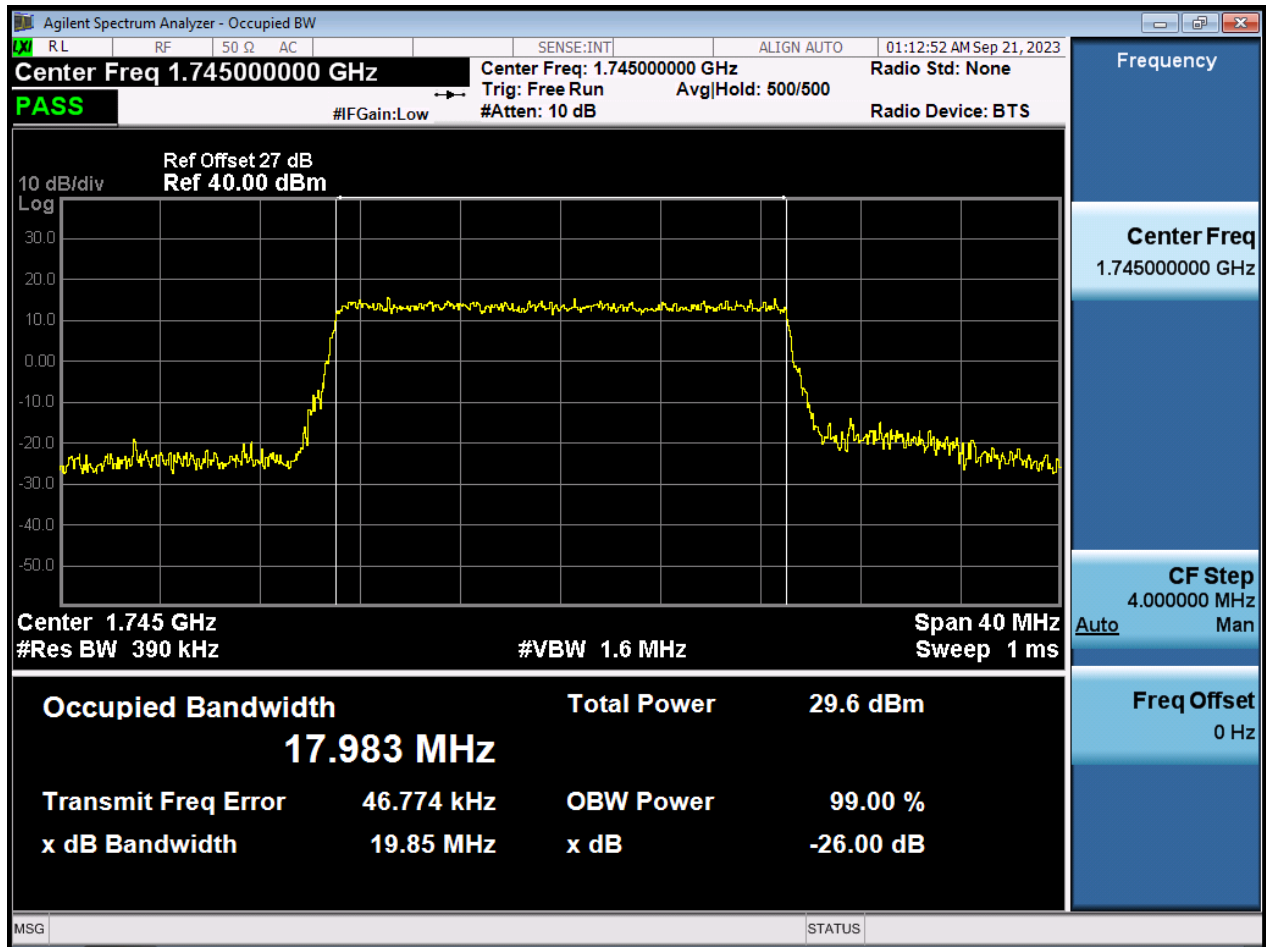 Agilent Spectrum Analyzer - Occupied BW
LXI RL RF 50 Ω AC SENSE:INT ALIGN AUTO 01:12:52 AM Sep 21, 2023
Center Freq 1.745000000 GHz
Center Freq: 1.745000000 GHz
Radio Std: None
Trig: Free Run Avg|Hold: 500/500
PASS
#IFGain:Low
#Atten: 10 dB
Radio Device: BTS
Ref Offset 27 dB
10 dB/div Ref 40.00 dBm
Log
30.0
20.0
10.0
0.00
-10.0
-20.0
-30.0
-40.0
-50.0
Center 1.745 GHz Span 40 MHz
#Res BW 390 kHz #VBW 1.6 MHz Sweep 1 ms
Occupied Bandwidth Total Power 29.6 dBm
17.983 MHz
Transmit Freq Error 46.774 kHz OBW Power 99.00 %
x dB Bandwidth 19.85 MHz x dB -26.00 dB
MSG STATUS
Frequency
Center Freq
1.745000000 GHz
CF Step
4.000000 MHz
Auto Man
Freq Offset
0 Hz